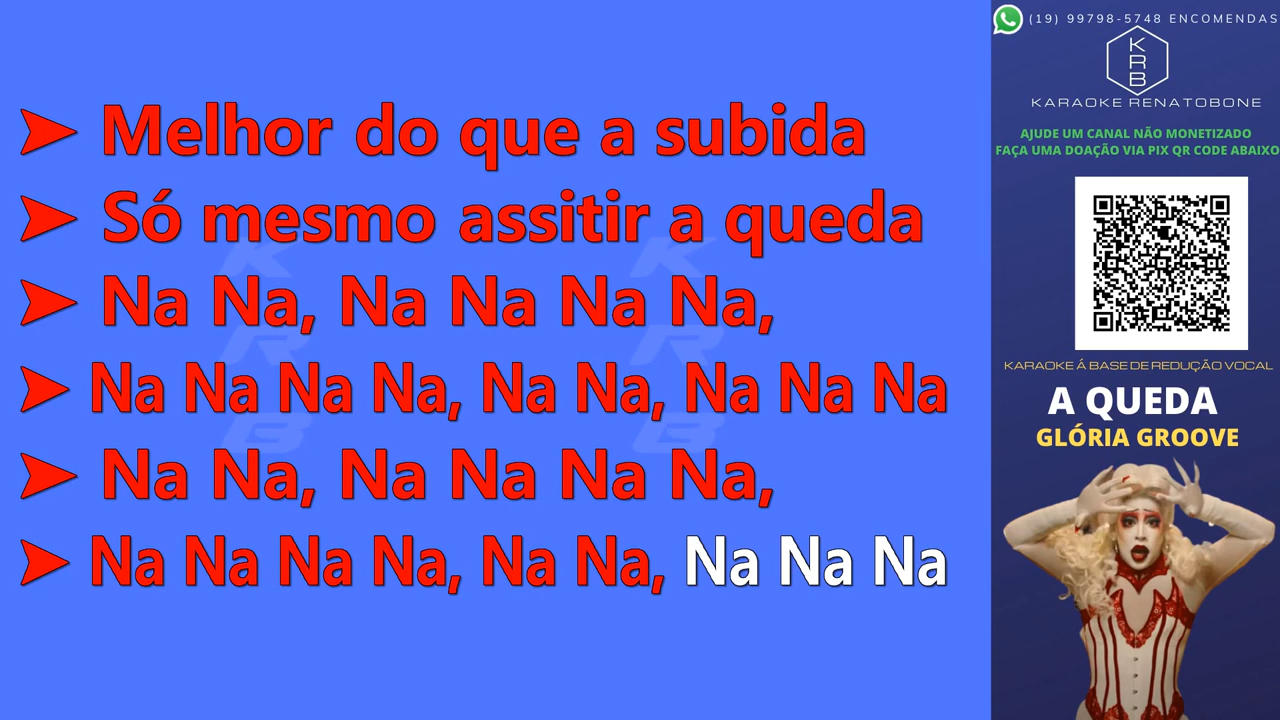 ➤ Melhor do que a subida
➤ Só mesmo assitir a queda
➤ Na Na, Na Na Na Na,
➤ Na Na Na Na, Na Na, Na Na Na
➤ Na Na, Na Na Na Na,
➤ Na Na Na Na, Na Na, Na Na Na
KRB
KRB
(19) 99798-5748 ENCOMENDAS
KRB
KARAOKE RENATOBONE
AJUDE UM CANAL NÃO MONETIZADO
FAÇA UMA DOAÇÃO VIA PIX QR CODE ABAIXO
KARAOKE Á BASE DE REDUÇÃO VOCAL
A QUEDA
GLÓRIA GROOVE